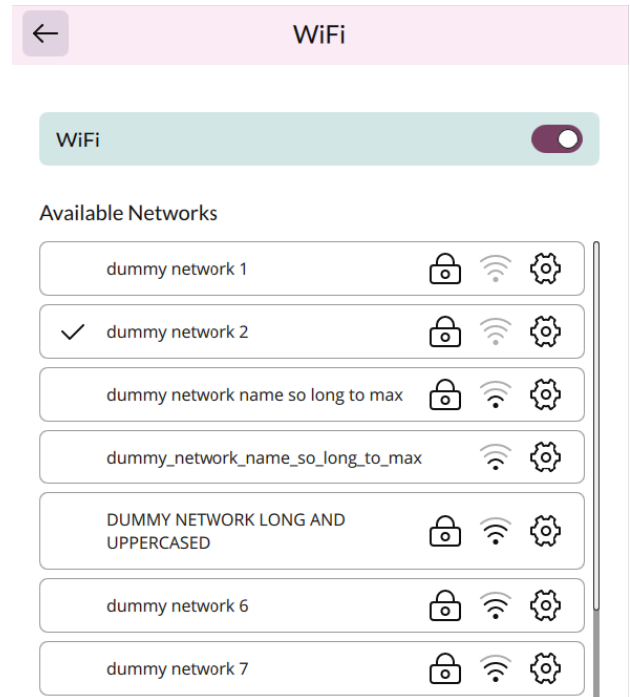 WiFi
WiFi
Available Networks
dummy network 1
dummy network 2
dummy network name so long to max
dummy_network_name_so_long_to_max
DUMMY NETWORK LONG AND
UPPERCASED
dummy network 6
dummy network 7